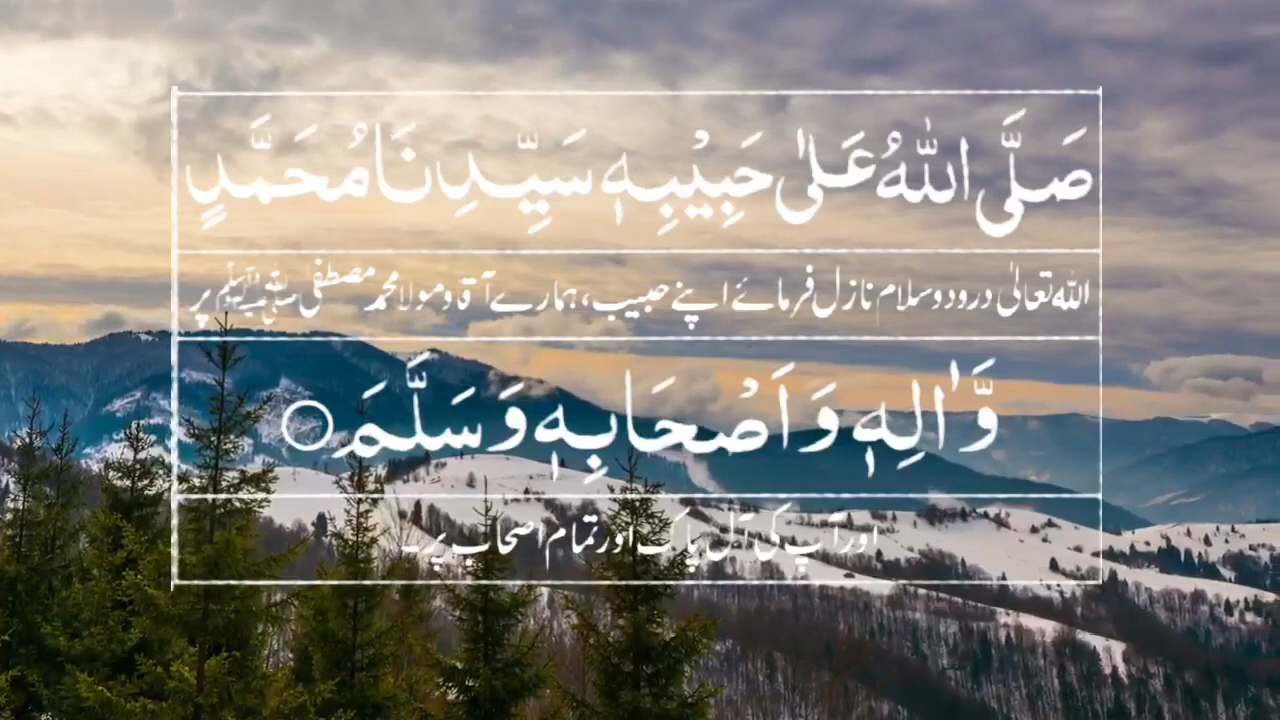 صَلَّى اللّٰهُ عَلٰى حَبِيْبِهٖ سَيِّدِنَا مُحَمَّدٍ
اللہ تعالیٰ درود و سلام نازل فرمائے اپنے حبیب، ہمارے آقا و مولا محمد مصطفی ﷺ پر
وَّاٰلِهٖ وَاَصْحَابِهٖ وَسَلَّمَ ○
اور آپ کی آل پاک اور تمام اصحاب پر۔